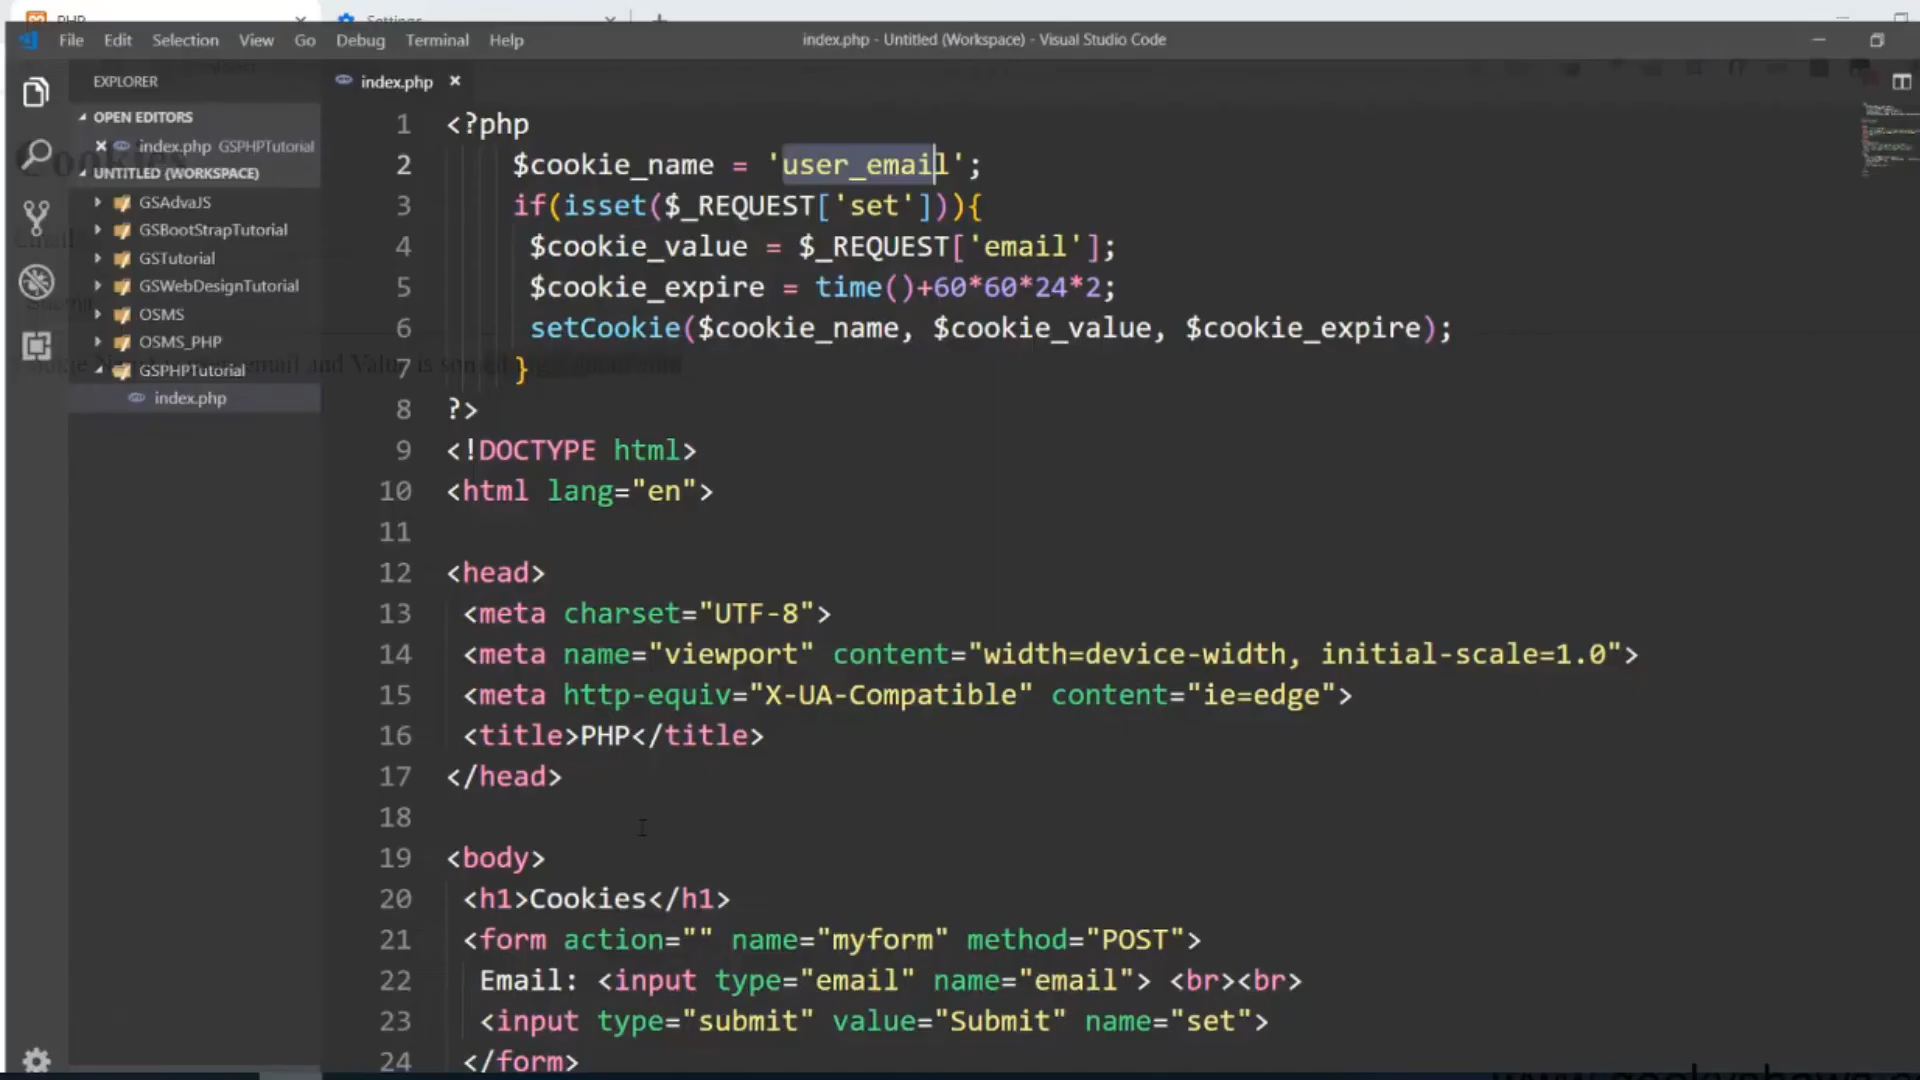 PHP
Settings
File Edit Selection View Go Debug Terminal Help
index.php - Untitled (Workspace) - Visual Studio Code
EXPLORER
index.php
OPEN EDITORS
index.php GSPHPTutorial
UNTITLED (WORKSPACE)
GSAdvaJS
GSBootStrapTutorial
GSTutorial
GSWebDesignTutorial
OSMS
OSMS_PHP
GSPHPTutorial
index.php
Cookies
1 <?php
2 $cookie_name = 'user_email';
3 if(isset($_REQUEST['set'])){
4 $cookie_value = $_REQUEST['email'];
5 $cookie_expire = time()+60*60*24*2;
6 setCookie($cookie_name, $cookie_value, $cookie_expire);
7 }
8 ?>
9 <!DOCTYPE html>
10 <html lang="en">
11
12 <head>
13 <meta charset="UTF-8">
14 <meta name="viewport" content="width=device-width, initial-scale=1.0">
15 <meta http-equiv="X-UA-Compatible" content="ie=edge">
16 <title>PHP</title>
17 </head>
18
19 <body>
20 <h1>Cookies</h1>
21 <form action="" name="myform" method="POST">
22 Email: <input type="email" name="email"> <br><br>
23 <input type="submit" value="Submit" name="set">
24 </form>